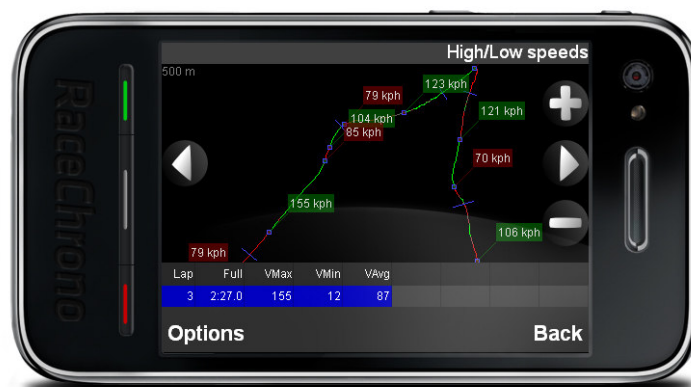 RaceChrono
High/Low speeds
500 m
123 kph
79 kph
104 kph
121 kph
85 kph
70 kph
155 kph
106 kph
79 kph
Lap Full VMax VMin VAvg
3 2:27.0 155 12 87
Options Back